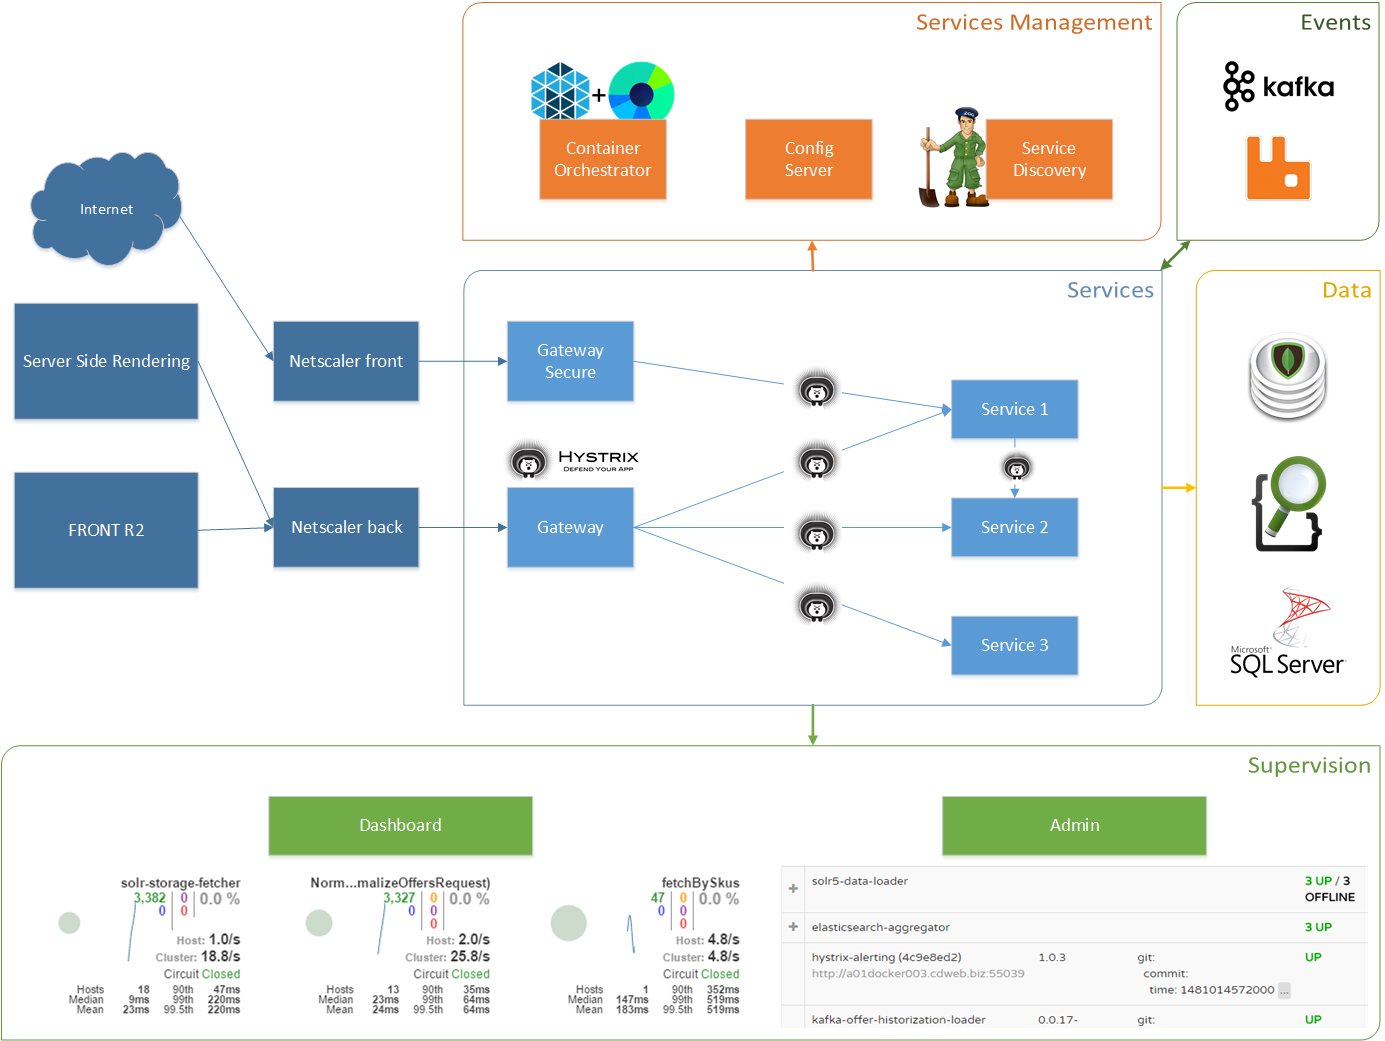 Services Management
Events
+
kafka
Container
Orchestrator
Config
Server
ZOO
Service
Discovery
Internet
Services
Data
Server Side Rendering
Netscaler front
Gateway
Secure
Service 1
HYSTRIX
DEFEND YOUR APP
FRONT R2
Netscaler back
Gateway
Service 2
Service 3
Microsoft®
SQL Server
Supervision
Dashboard
Admin
solr-storage-fetcher
3,382 0 0.0 %
0 0
Host: 1.0/s
Cluster: 18.8/s
Circuit Closed
Hosts 18 90th 47ms
Median 9ms 99th 220ms
Mean 23ms 99.5th 220ms
Norm...malizeOffersRequest)
3,327 0 0.0 %
0 0
0
Host: 2.0/s
Cluster: 25.8/s
Circuit Closed
Hosts 13 90th 35ms
Median 23ms 99th 64ms
Mean 24ms 99.5th 64ms
fetchBySkus
47 0 0.0 %
0 0
0
Host: 4.8/s
Cluster: 4.8/s
Circuit Closed
Hosts 1 90th 352ms
Median 147ms 99th 519ms
Mean 183ms 99.5th 519ms
+ solr5-data-loader 3 UP / 3
OFFLINE
+ elasticsearch-aggregator 3 UP
hystrix-alerting (4c9e8ed2) 1.0.3 git: UP
http://a01docker003.cdweb.biz:55039 commit:
time: 1481014572000 ...
kafka-offer-historization-loader 0.0.17- git: UP